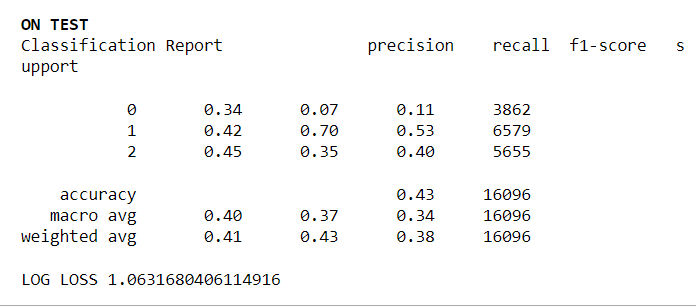 ON TEST
Classification Report precision recall f1-score s
upport
0 0.34 0.07 0.11 3862
1 0.42 0.70 0.53 6579
2 0.45 0.35 0.40 5655
accuracy 0.43 16096
macro avg 0.40 0.37 0.34 16096
weighted avg 0.41 0.43 0.38 16096
LOG LOSS 1.0631680406114916